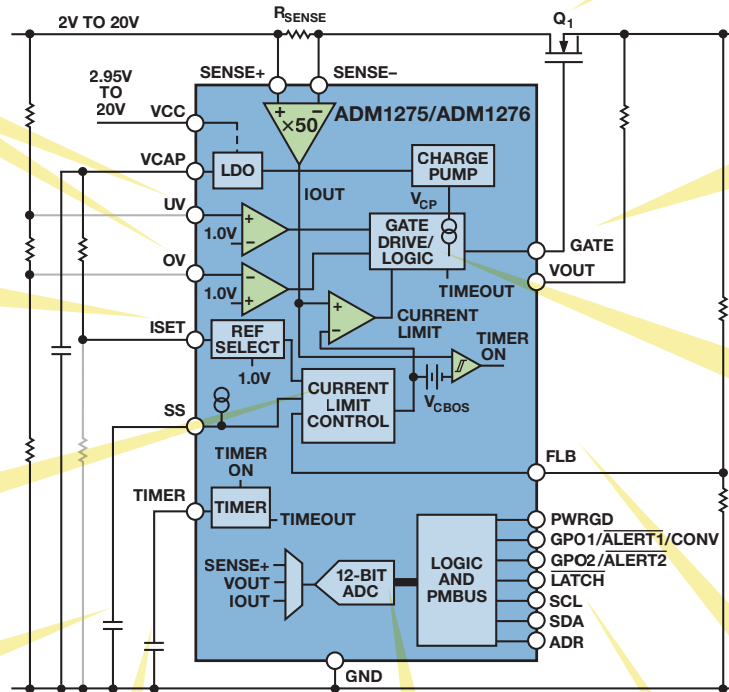 2V TO 20V
RSENSE
Q1
SENSE+
SENSE–
2.95V
TO
20V
VCC
ADM1275/ADM1276
+
–
×50
VCAP
LDO
CHARGE
PUMP
IOUT
VCP
UV
+
1.0V
–
GATE
DRIVE/
LOGIC
GATE
OV
–
1.0V
+
VOUT
TIMEOUT
+
–
CURRENT
LIMIT
ISET
REF
SELECT
1.0V
TIMER
ON
VCBOS
CURRENT
LIMIT
CONTROL
SS
FLB
TIMER
ON
TIMER
TIMER
TIMEOUT
PWRGD
GPO1/ALERT1/CONV
GPO2/ALERT2
LATCH
SCL
SDA
ADR
SENSE+
VOUT
IOUT
12-BIT
ADC
LOGIC
AND
PMBUS
GND